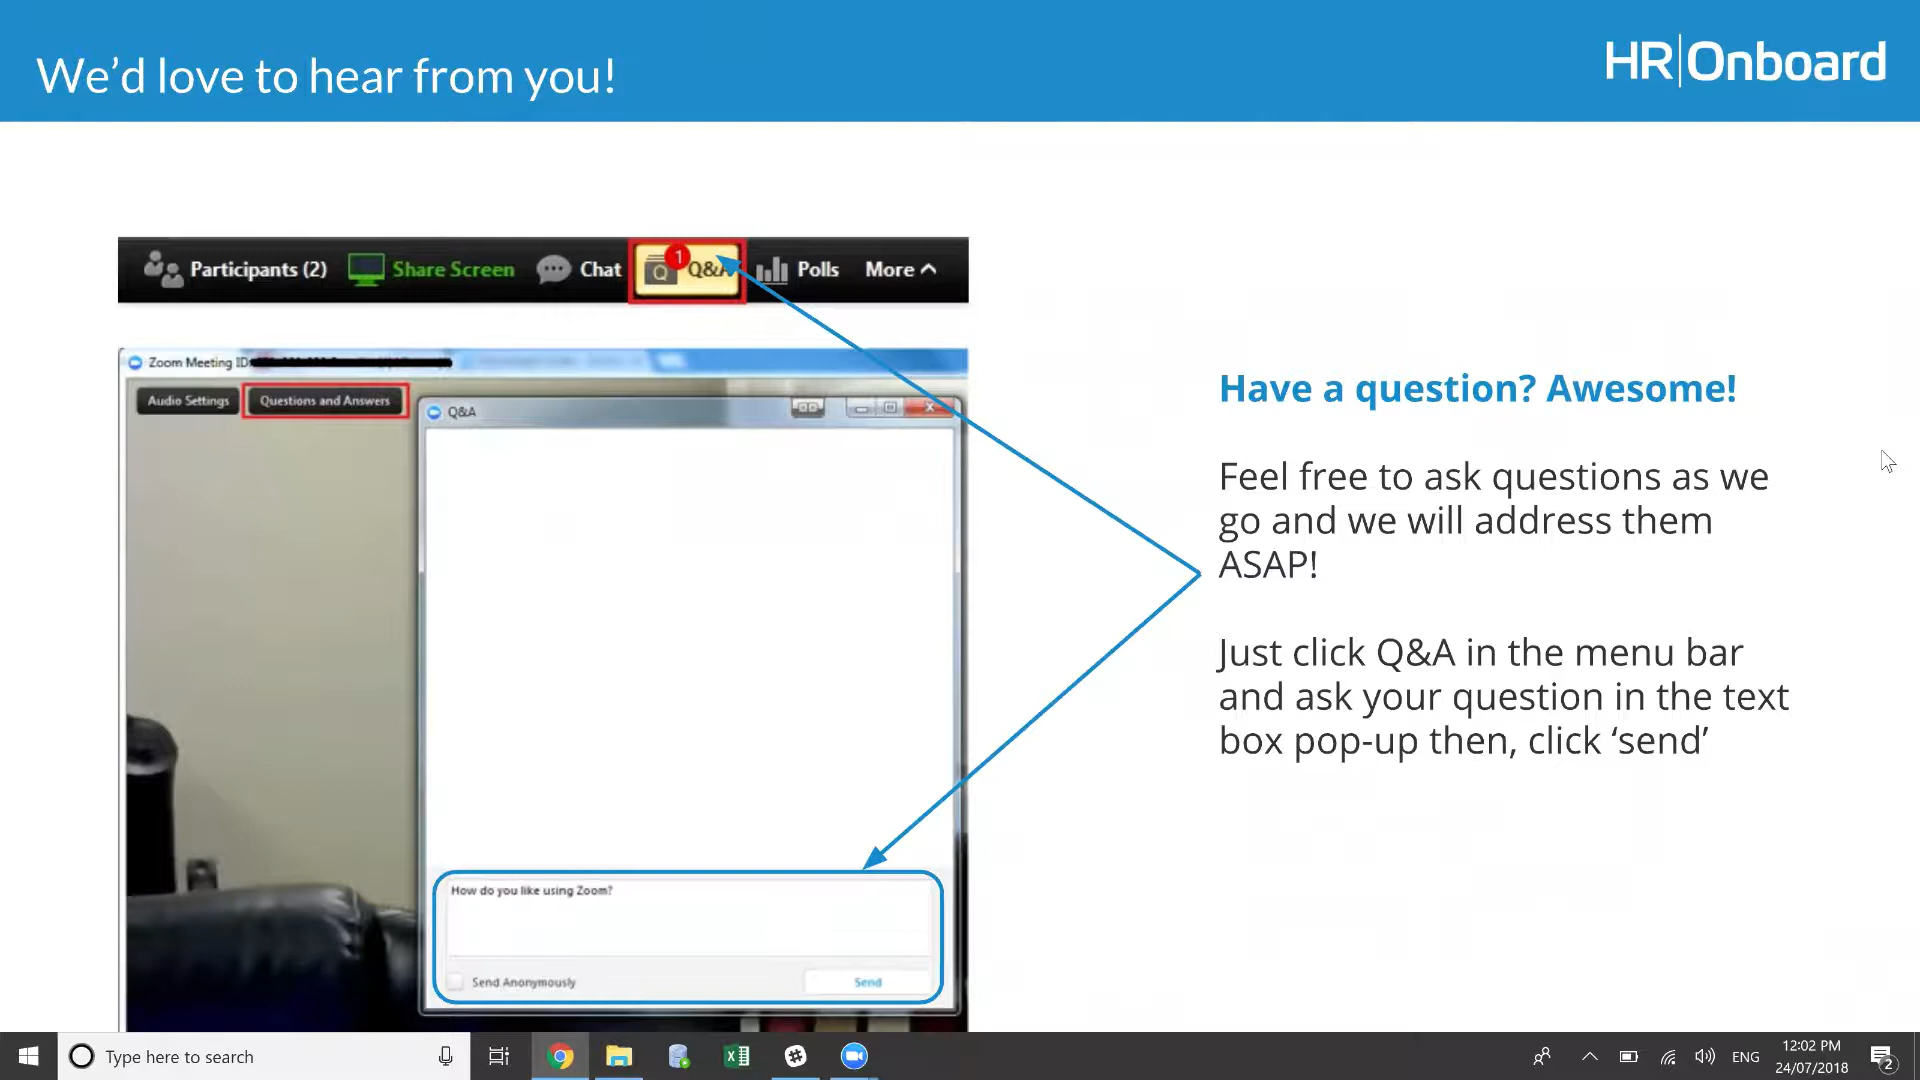 We’d love to hear from you!
HR|Onboard
Participants (2) Share Screen Chat 1 Q&A Polls More
Zoom Meeting ID:
Audio Settings Questions and Answers
Q&A
Have a question? Awesome!
Feel free to ask questions as we
go and we will address them
ASAP!
Just click Q&A in the menu bar
and ask your question in the text
box pop-up then, click ‘send’
How do you like using Zoom?
Send Anonymously Send
Type here to search
ENG
12:02 PM
24/07/2018
2